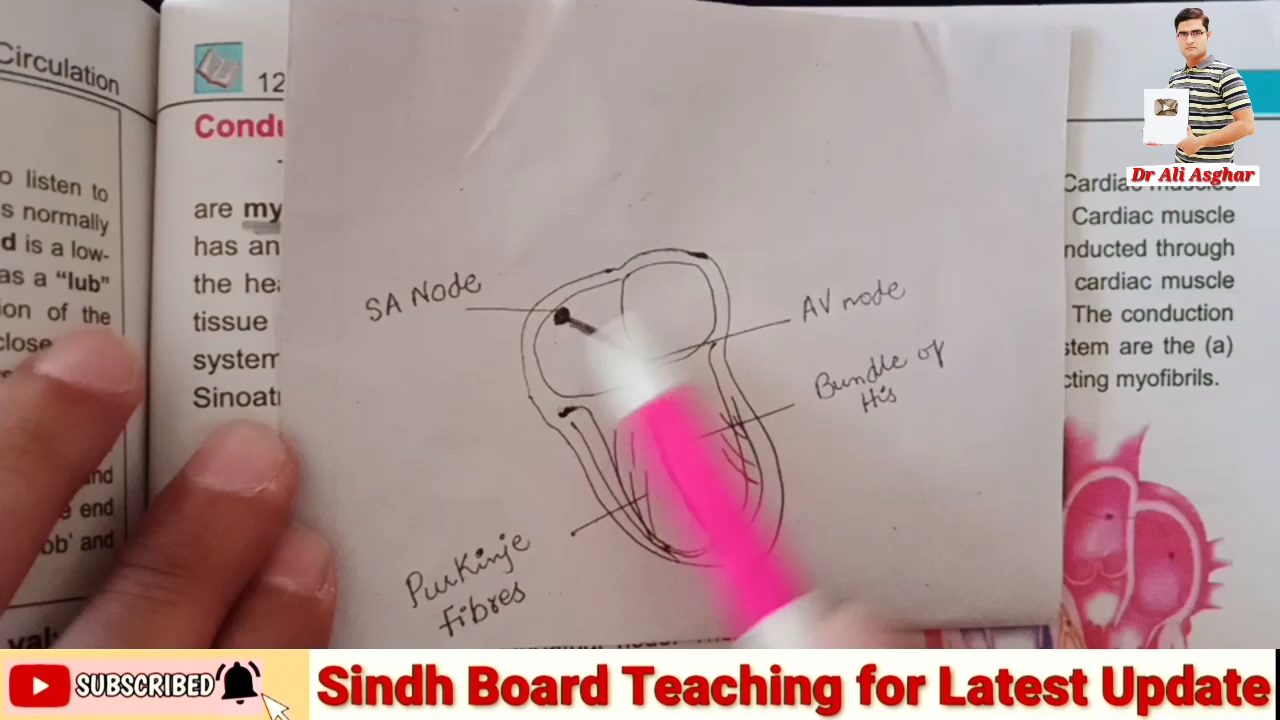 Circulation
o listen to
s normally
d is a low-
as a "lub"
ion of the
close
nd
e end
ob' and
12
Condu
are my
has an
the hea
tissue
system
Sinoat
SA Node
AV node
Bundle of
His
Purkinje
fibres
Dr Ali Asghar
Cardiac muscles
Cardiac muscle
nducted through
cardiac muscle
The conduction
stem are the (a)
cting myofibrils.
SUBSCRIBED
Sindh Board Teaching for Latest Update